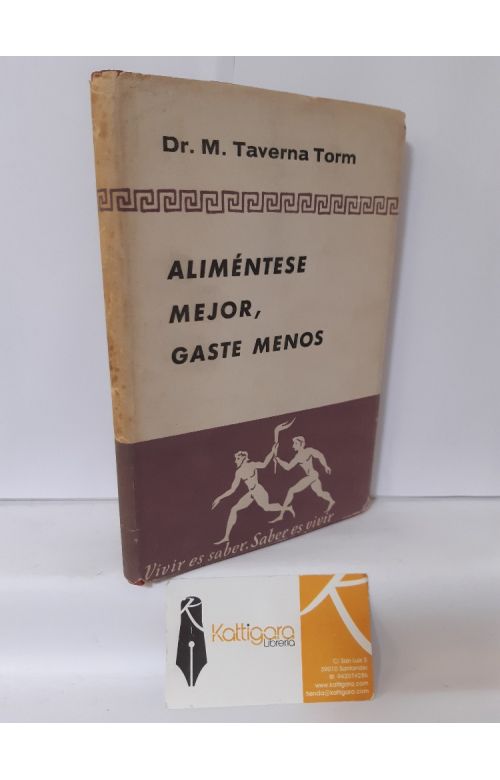 Dr. M. Taverna Torm
ALIMÉNTESE
MEJOR,
GASTE MENOS
Vivir es saber. Saber es vivir
Kattigara
Librería
C/ San Luis 5
39010 Santander
www.kattigara.com
tienda@kattigara.com